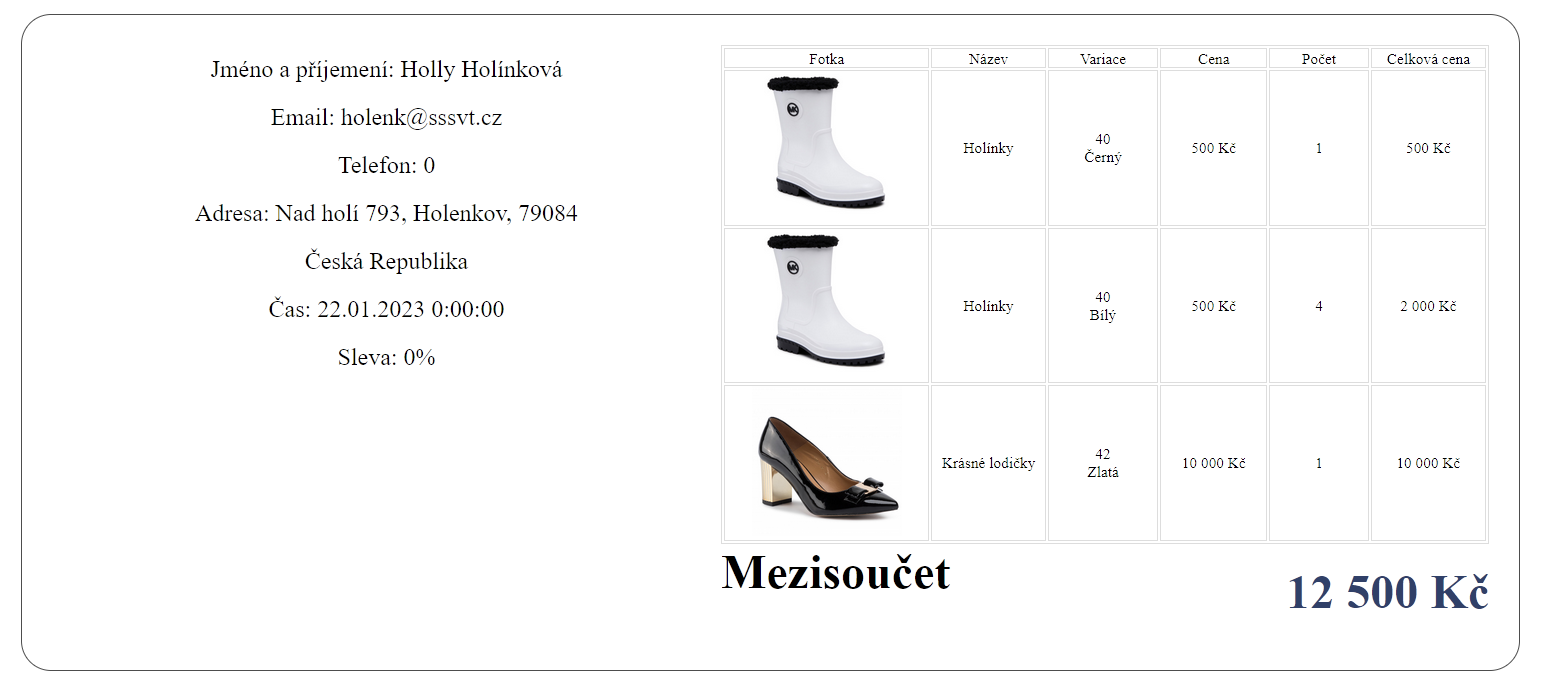 Jméno a příjemení: Holly Holínková
Email: holenk@sssvt.cz
Telefon: 0
Adresa: Nad holí 793, Holenkov, 79084
Česká Republika
Čas: 22.01.2023 0:00:00
Sleva: 0%
Fotka Název Variace Cena Počet Celková cena
MK
Holínky 40 Černý 500 Kč 1 500 Kč
MK
Holínky 40 Bílý 500 Kč 4 2 000 Kč
Krásné lodičky 42 Zlatá 10 000 Kč 1 10 000 Kč
Mezisoučet
12 500 Kč